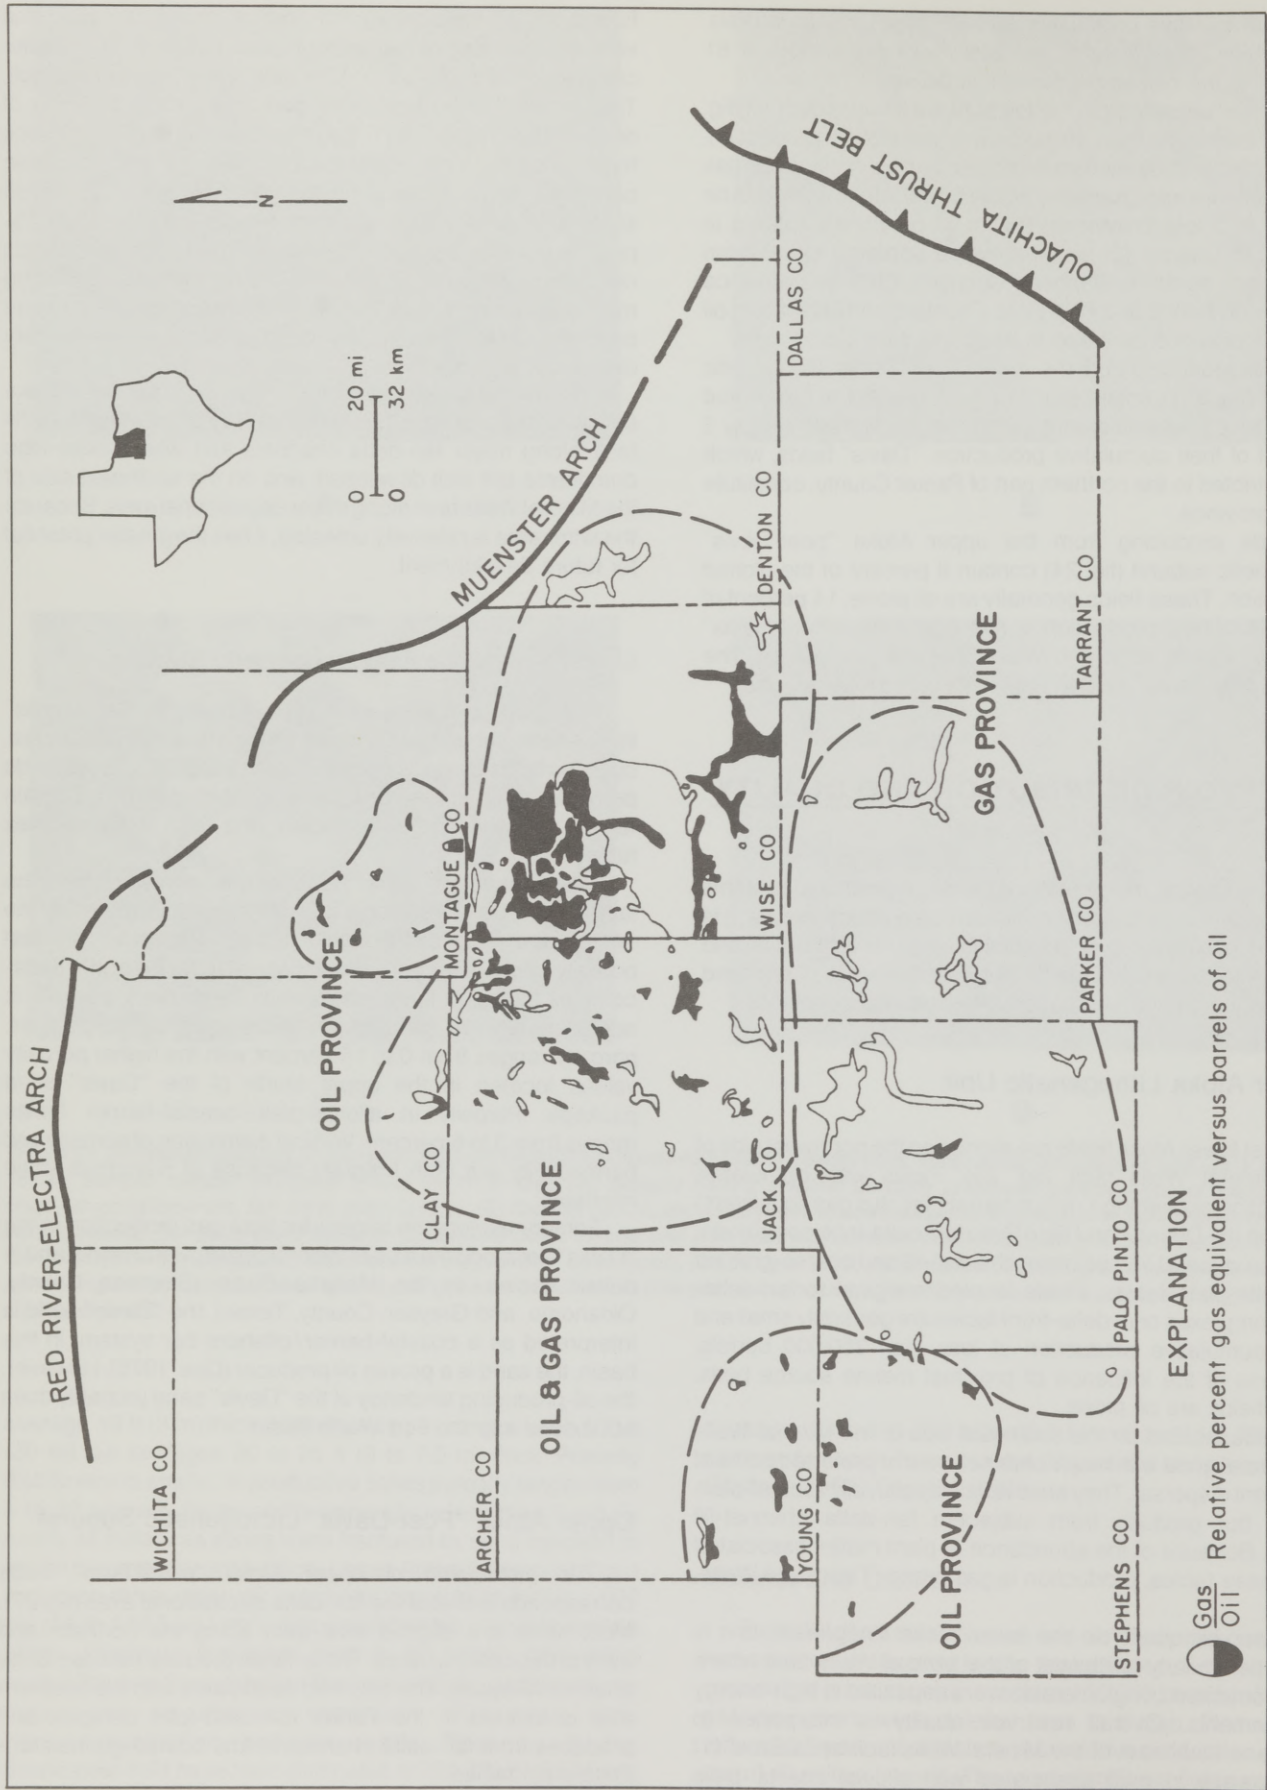 RED RIVER-ELECTRA ARCH
N
0 20 mi
0 32 km
MUENSTER ARCH
OUACHITA THRUST BELT
WICHITA CO
OIL PROVINCE
ARCHER CO
CLAY CO
MONTAGUE CO
OIL & GAS PROVINCE
YOUNG CO
JACK CO
WISE CO
DENTON CO
DALLAS CO
OIL PROVINCE
GAS PROVINCE
STEPHENS CO
PALO PINTO CO
PARKER CO
TARRANT CO
EXPLANATION
Gas
Oil
Relative percent gas equivalent versus barrels of oil